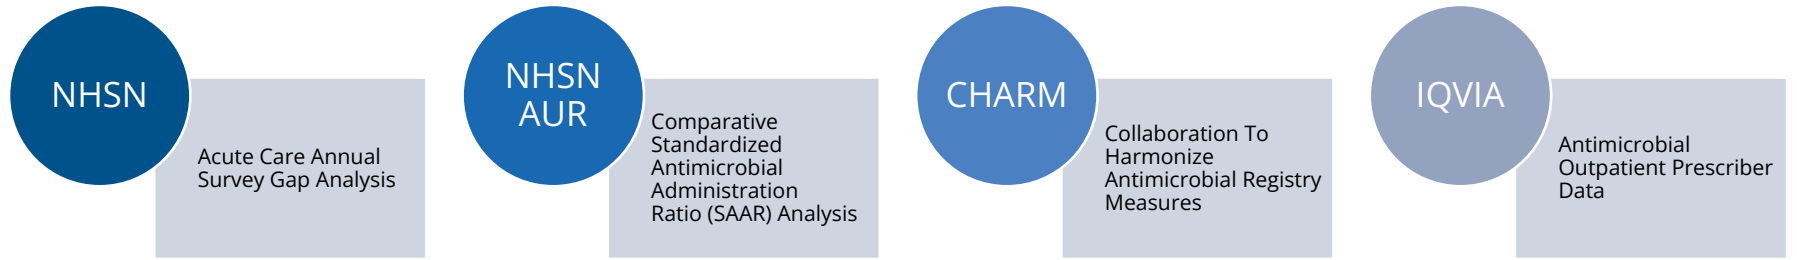 NHSN
Acute Care Annual
Survey Gap Analysis
NHSN
AUR
Comparative
Standardized
Antimicrobial
Administration
Ratio (SAAR) Analysis
CHARM
Collaboration To
Harmonize
Antimicrobial Registry
Measures
IQVIA
Antimicrobial
Outpatient Prescriber
Data